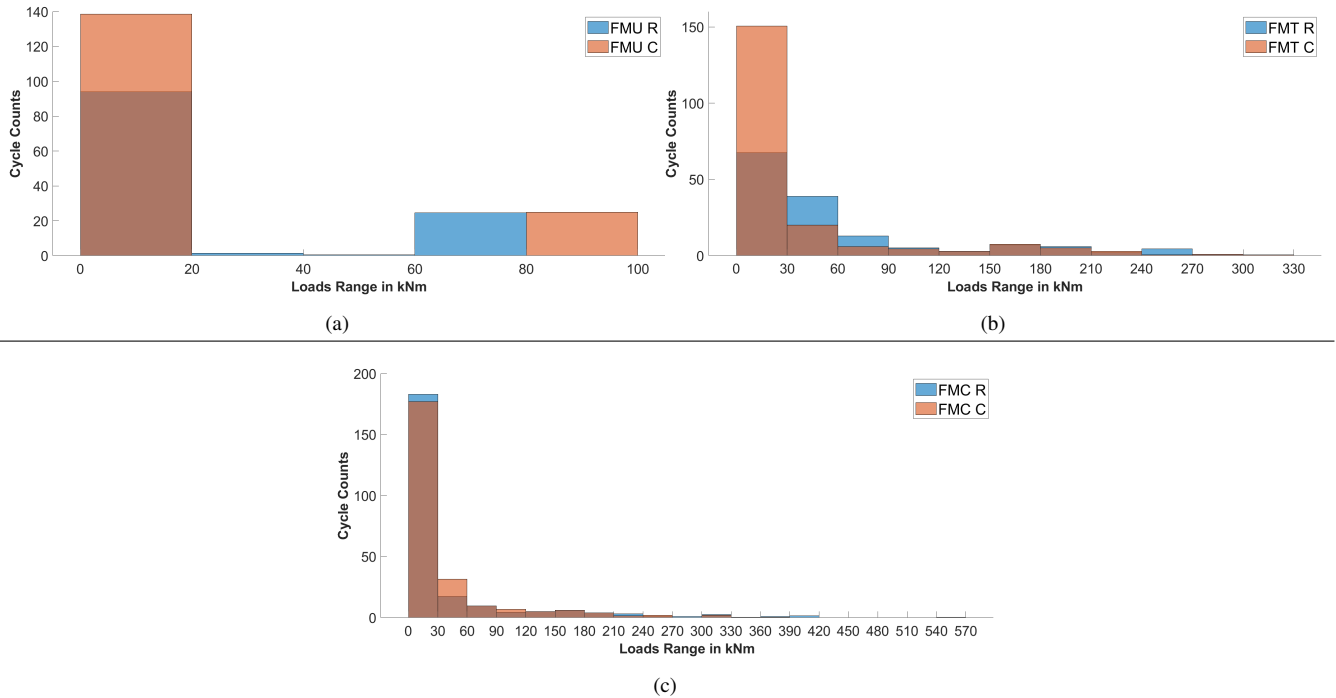 140
120
100
80
60
40
20
0
Cycle Counts
0 20 40 60 80 100
Loads Range in kNm
FMU R
FMU C
(a)
150
100
50
0
Cycle Counts
0 30 60 90 120 150 180 210 240 270 300 330
Loads Range in kNm
FMT R
FMT C
(b)
200
150
100
50
0
Cycle Counts
0 30 60 90 120 150 180 210 240 270 300 330 360 390 420 450 480 510 540 570
Loads Range in kNm
FMC R
FMC C
(c)